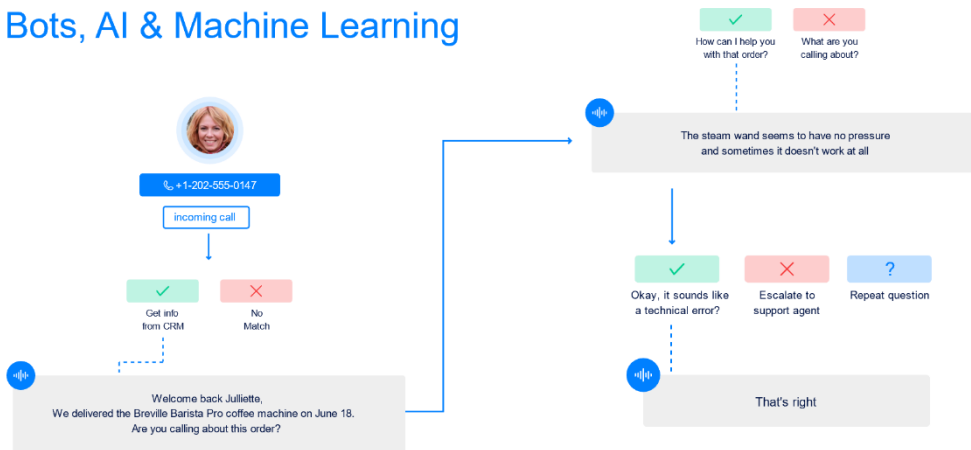 Bots, AI & Machine Learning
+1-202-555-0147
incoming call
Get info
from CRM
No
Match
Welcome back Julliette,
We delivered the Breville Barista Pro coffee machine on June 18.
Are you calling about this order?
How can I help you
with that order?
What are you
calling about?
The steam wand seems to have no pressure
and sometimes it doesn't work at all
Okay, it sounds like
a technical error?
Escalate to
support agent
?
Repeat question
That's right